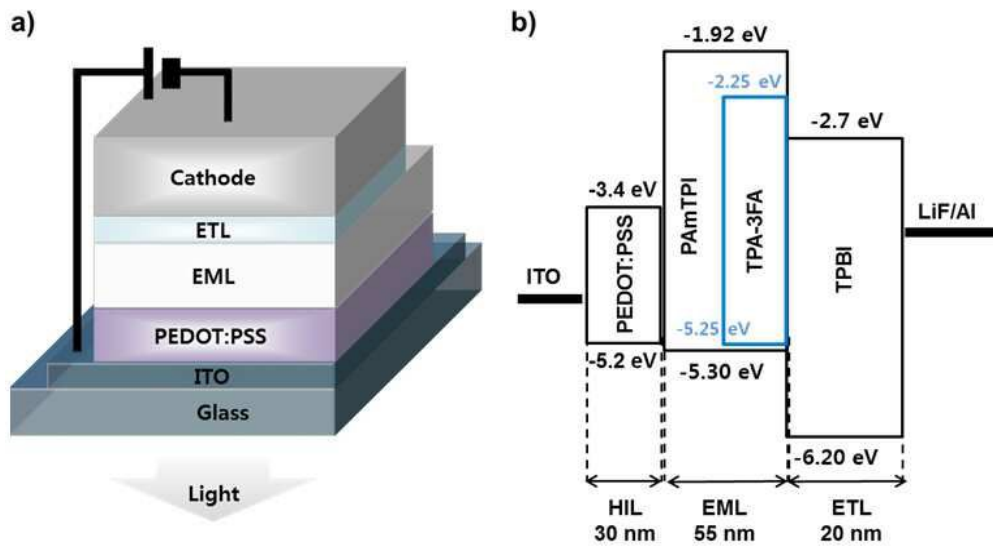 a)
Cathode
ETL
EML
PEDOT:PSS
ITO
Glass
Light
b)
-1.92 eV
-2.25 eV
-2.7 eV
-3.4 eV
LiF/Al
ITO
PEDOT:PSS
PAmTPI
TPA-3FA
TPBI
-5.25 eV
-5.2 eV
-5.30 eV
-6.20 eV
HIL
30 nm
EML
55 nm
ETL
20 nm